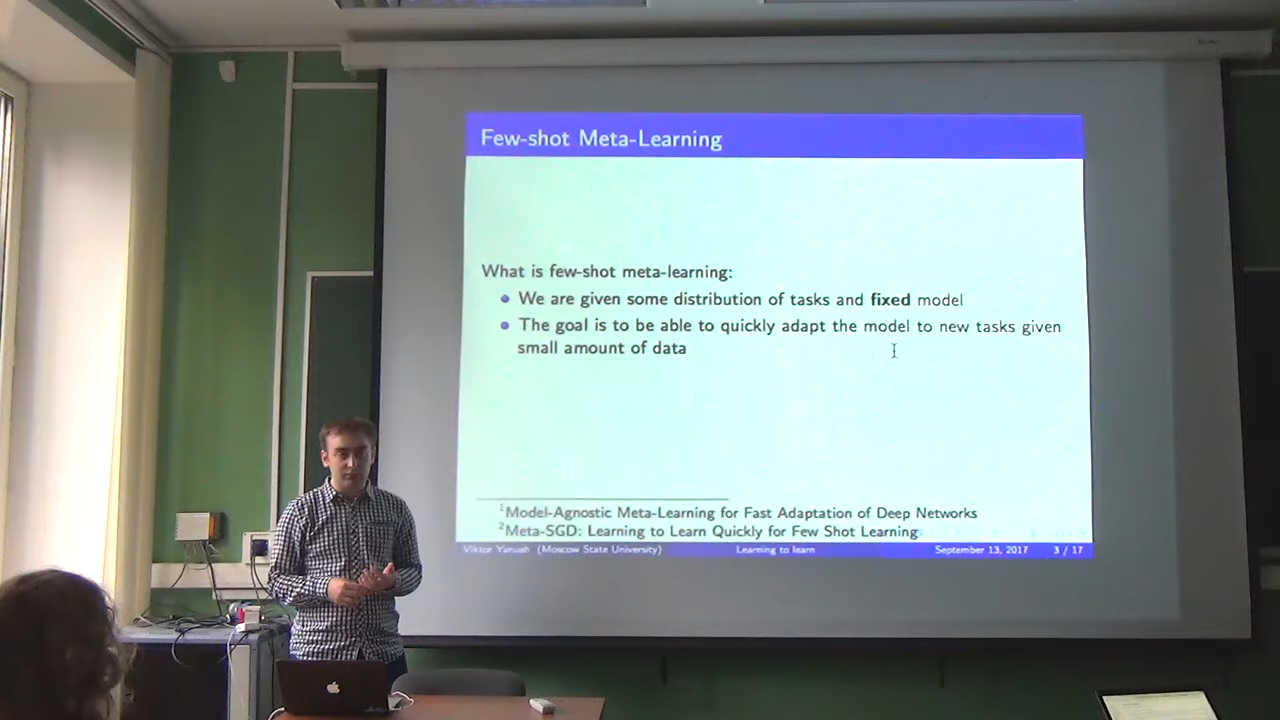 Few-shot Meta-Learning
What is few-shot meta-learning:
We are given some distribution of tasks and fixed model
The goal is to be able to quickly adapt the model to new tasks given
small amount of data
1Model-Agnostic Meta-Learning for Fast Adaptation of Deep Networks
2Meta-SGD: Learning to Learn Quickly for Few Shot Learning
Viktor Yanush (Moscow State University) Learning to learn September 13, 2017 3 / 17